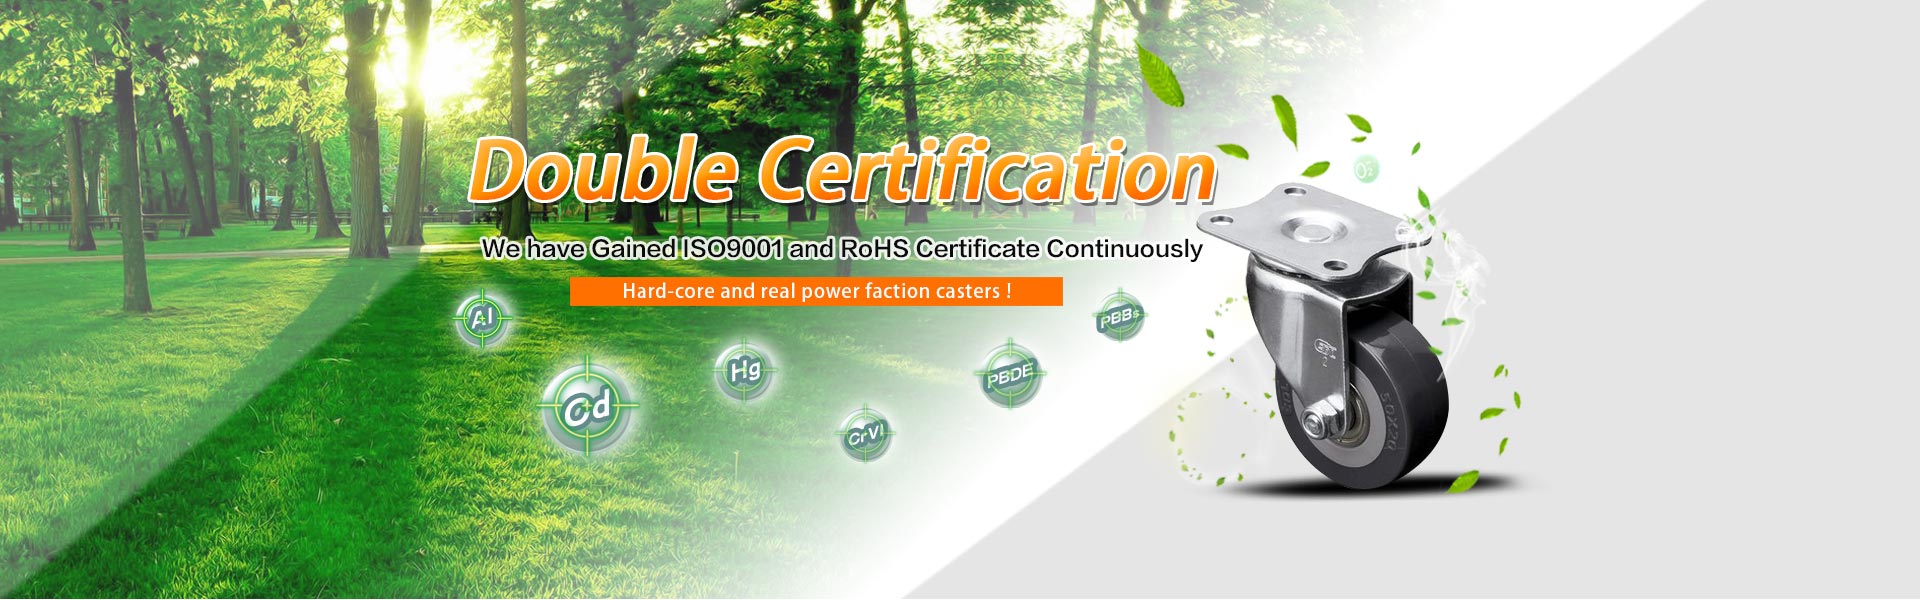 Double Certification
We have Gained ISO9001 and RoHS Certificate Continuously
Hard-core and real power faction casters !
Al
Cd
Hg
CrVI
PBDE
PBBs
50X20